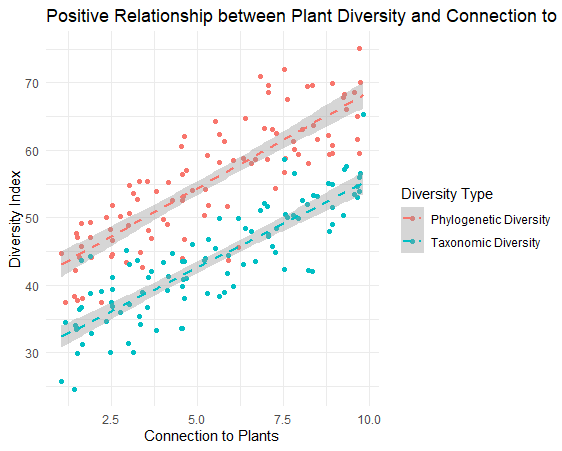 Positive Relationship between Plant Diversity and Connection to
Diversity Index
70
60
50
40
30
2.5 5.0 7.5 10.0
Connection to Plants
Diversity Type
Phylogenetic Diversity
Taxonomic Diversity